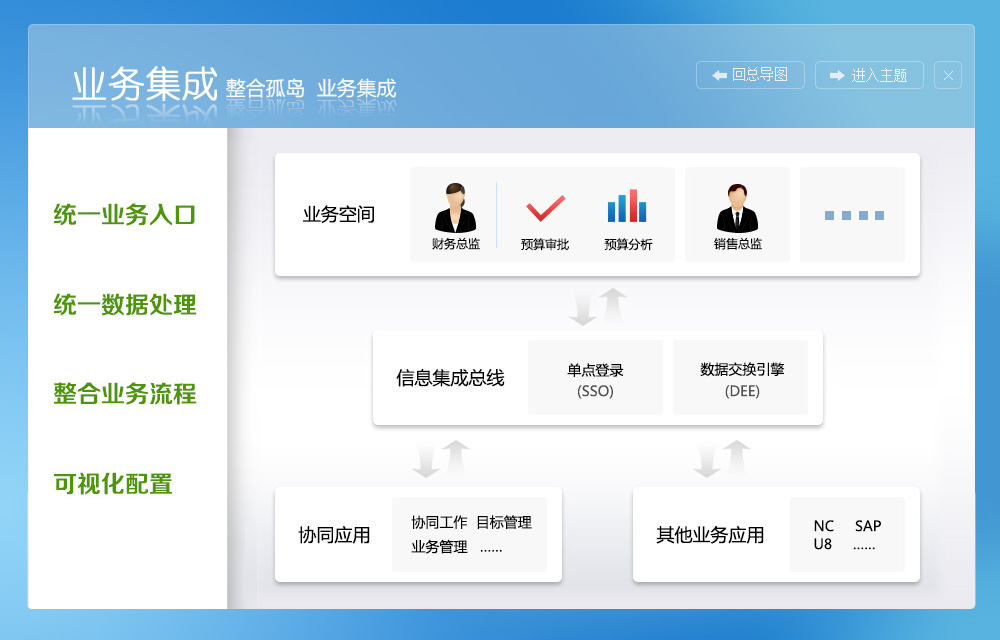 业务集成 整合孤岛 业务集成
回总导图
进入主题
统一业务入口
统一数据处理
整合业务流程
可视化配置
业务空间
财务总监
预算审批
预算分析
销售总监
信息集成总线
单点登录
(SSO)
数据交换引擎
(DEE)
协同应用
协同工作 目标管理
业务管理 ......
其他业务应用
NC SAP
U8 ......